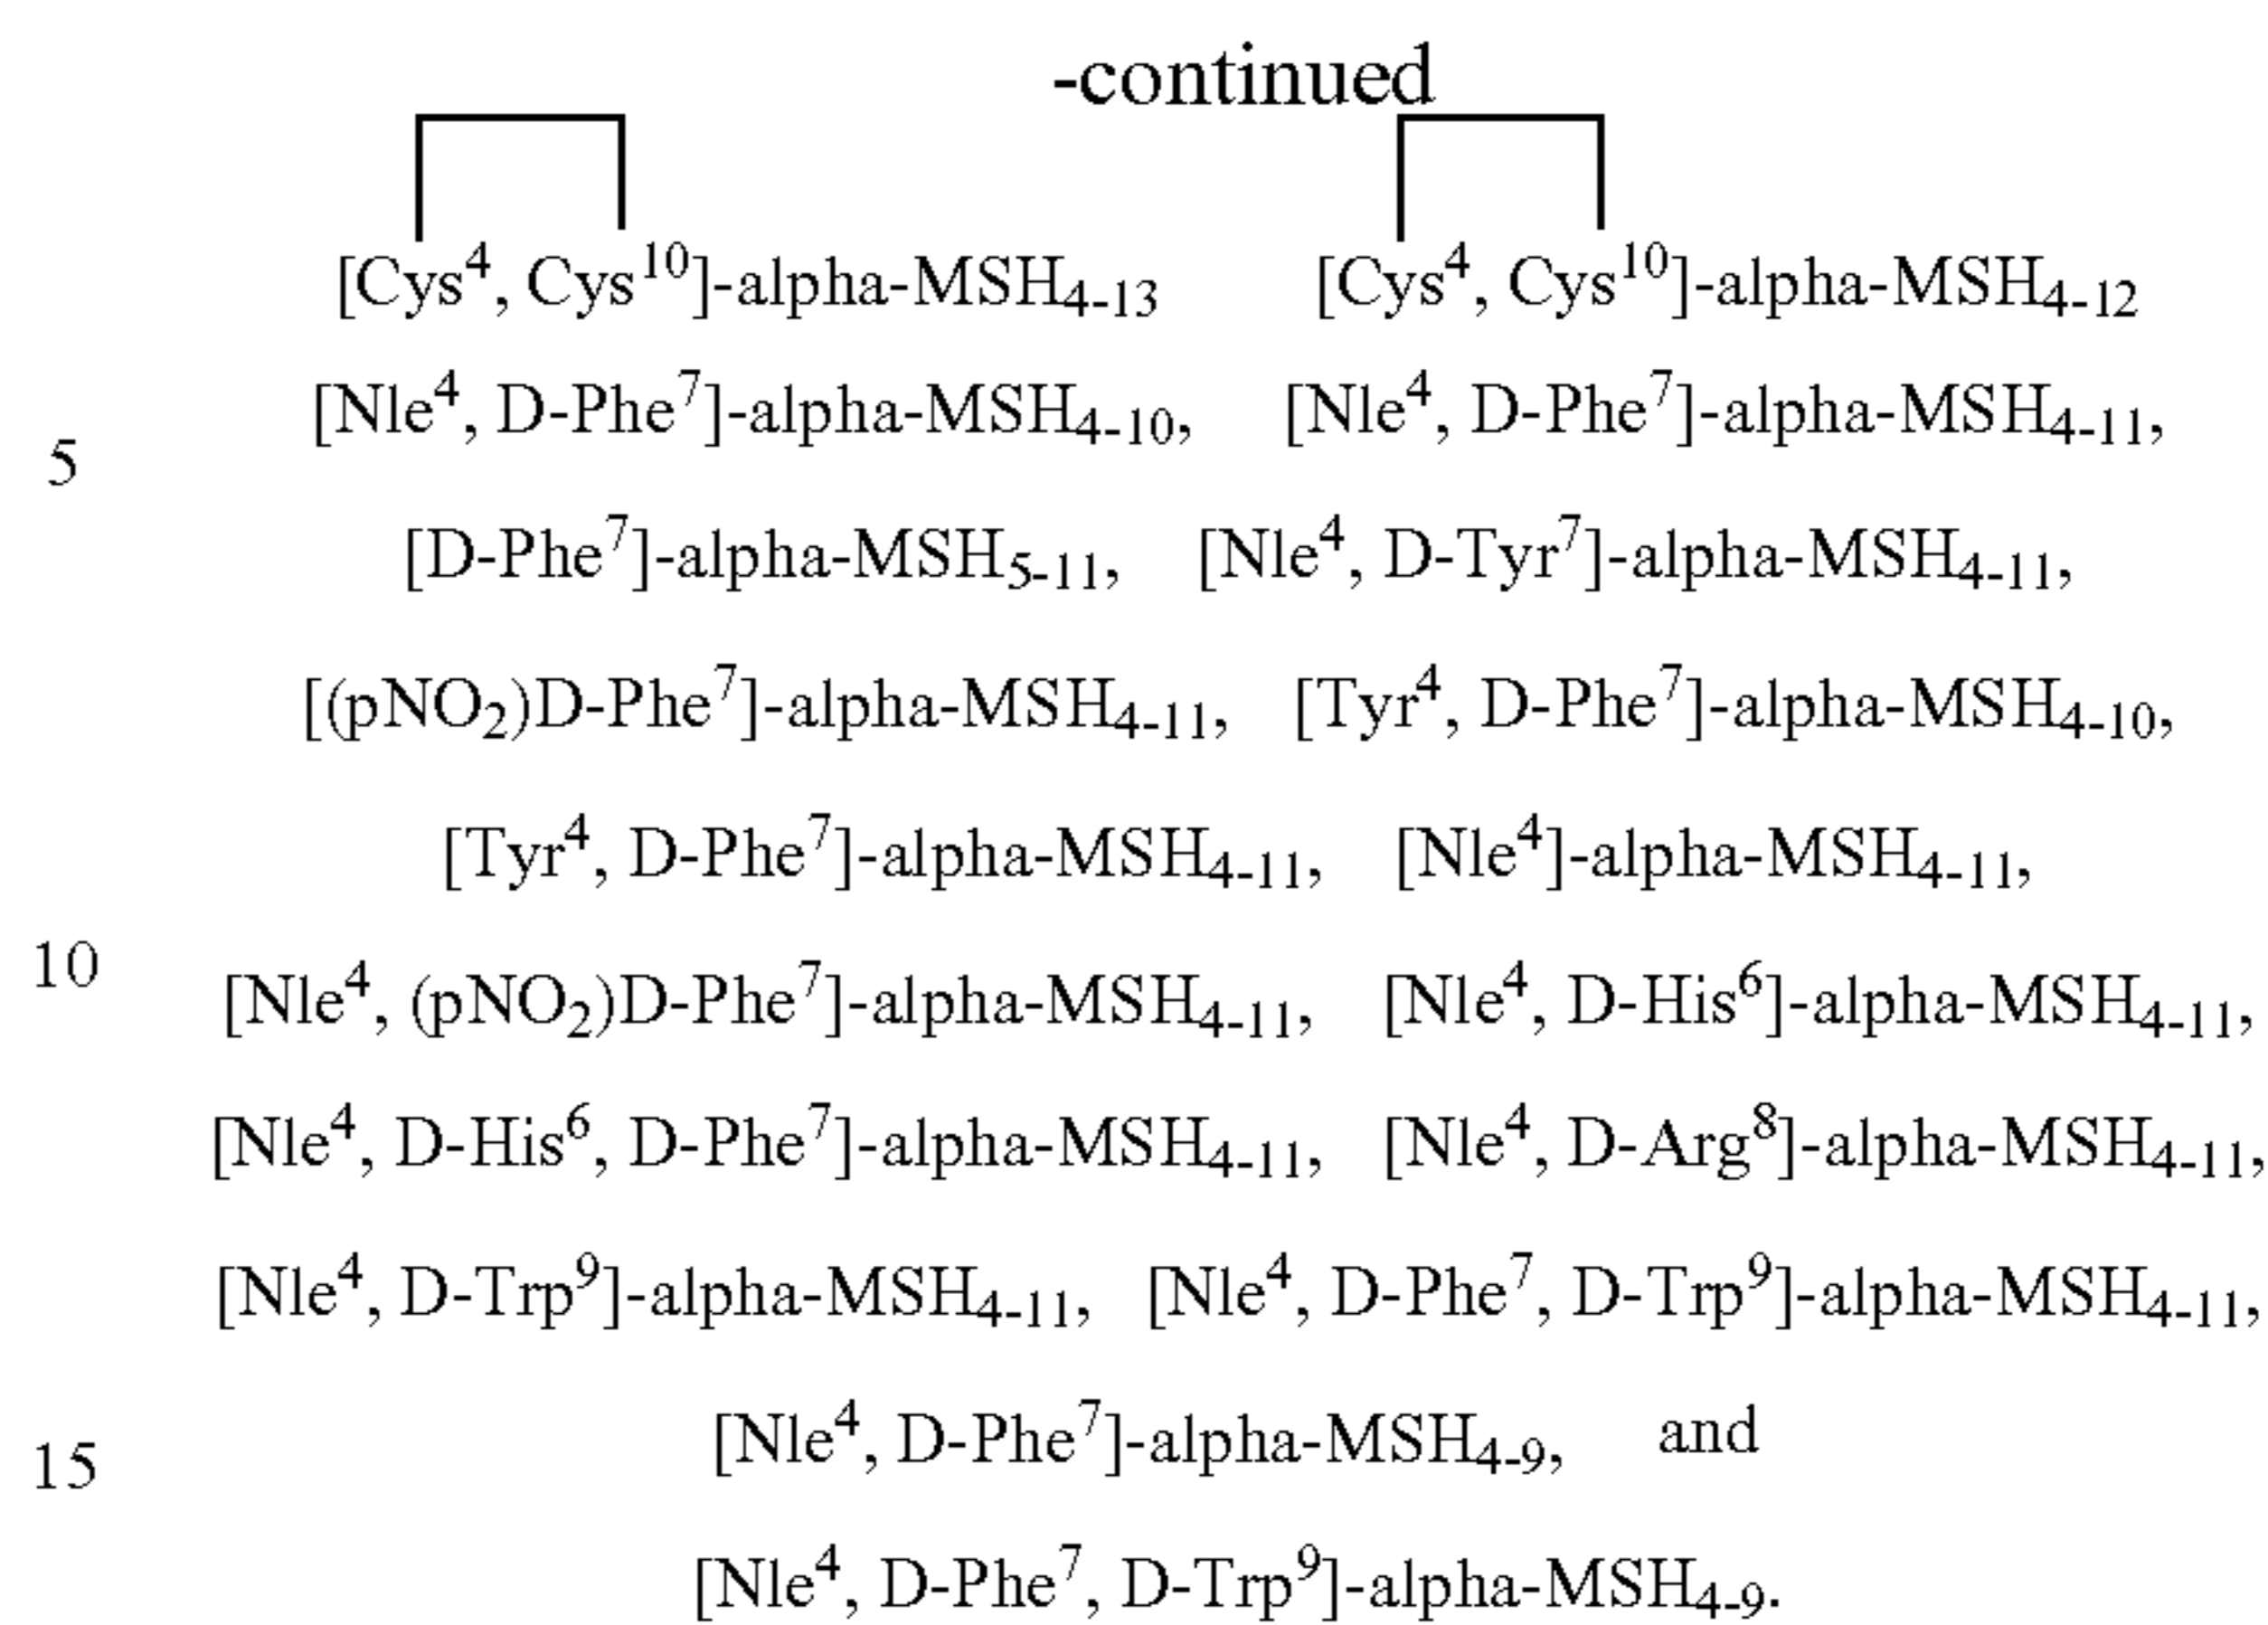 -continued
[Cys⁴, Cys¹⁰]-alpha-MSH₄₋₁₃ [Cys⁴, Cys¹⁰]-alpha-MSH₄₋₁₂
[Nle⁴, D-Phe⁷]-alpha-MSH₄₋₁₀, [Nle⁴, D-Phe⁷]-alpha-MSH₄₋₁₁,
5
[D-Phe⁷]-alpha-MSH₅₋₁₁, [Nle⁴, D-Tyr⁷]-alpha-MSH₄₋₁₁,
[(pNO₂)D-Phe⁷]-alpha-MSH₄₋₁₁, [Tyr⁴, D-Phe⁷]-alpha-MSH₄₋₁₀,
[Tyr⁴, D-Phe⁷]-alpha-MSH₄₋₁₁, [Nle⁴]-alpha-MSH₄₋₁₁,
10
[Nle⁴, (pNO₂)D-Phe⁷]-alpha-MSH₄₋₁₁, [Nle⁴, D-His⁶]-alpha-MSH₄₋₁₁,
[Nle⁴, D-His⁶, D-Phe⁷]-alpha-MSH₄₋₁₁, [Nle⁴, D-Arg⁸]-alpha-MSH₄₋₁₁,
[Nle⁴, D-Trp⁹]-alpha-MSH₄₋₁₁, [Nle⁴, D-Phe⁷, D-Trp⁹]-alpha-MSH₄₋₁₁,
[Nle⁴, D-Phe⁷]-alpha-MSH₄₋₉, and
15
[Nle⁴, D-Phe⁷, D-Trp⁹]-alpha-MSH₄₋₉.